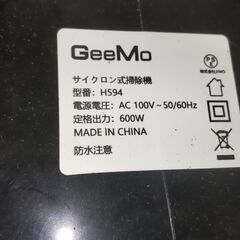 GeeMo
サイクロン式掃除機
型番： H594
電源電圧： AC 100V～50/60Hz
定格出力： 600W
MADE IN CHINA
防水注意